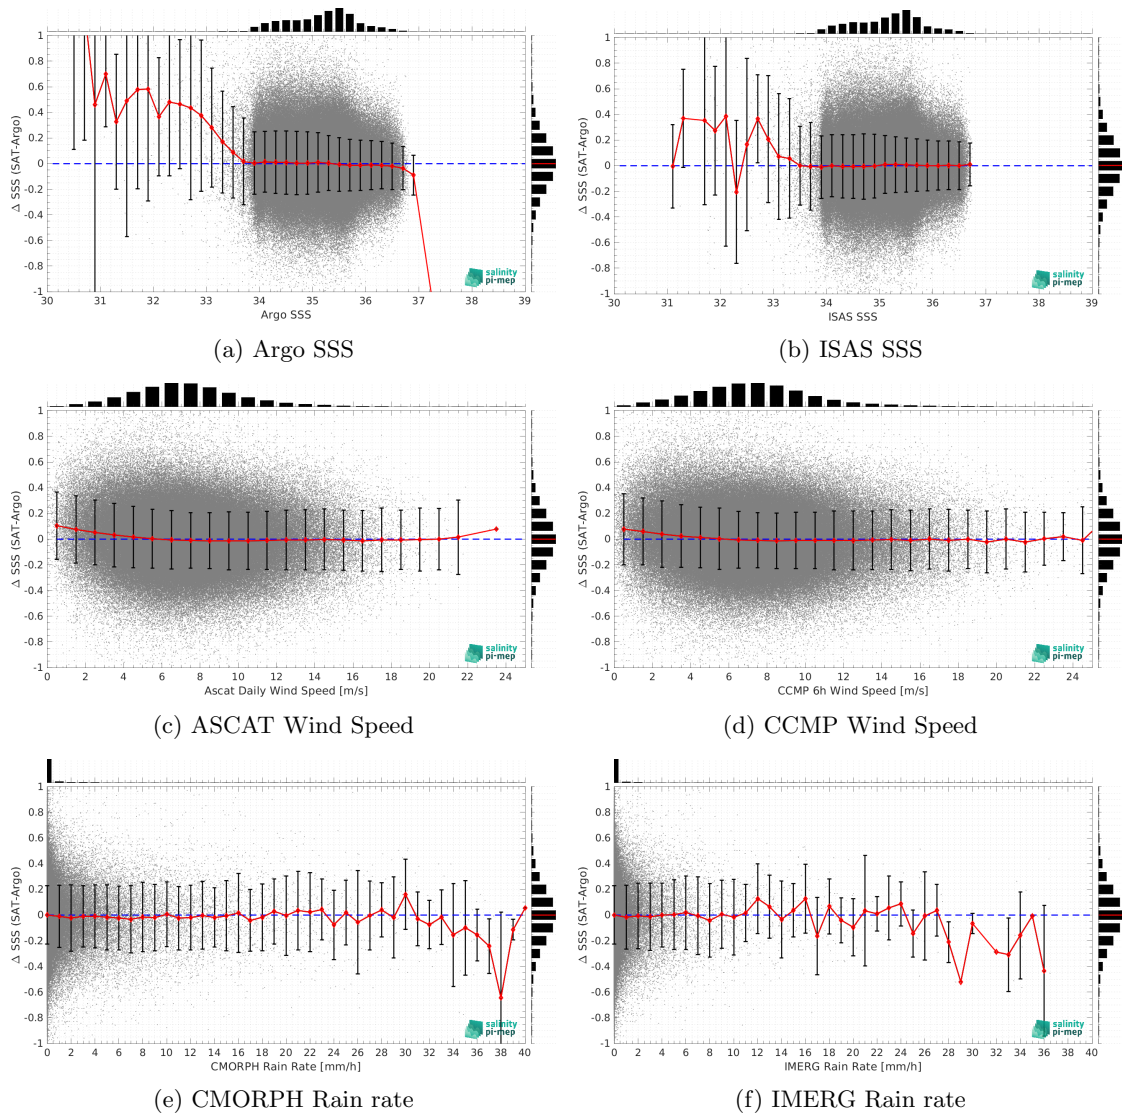 1
0.8
0.6
0.4
0.2
0
-0.2
-0.4
-0.6
-0.8
-1
Δ SSS (SAT-Argo)
30 31 32 33 34 35 36 37 38 39
Argo SSS
salinity
pi-mep
(a) Argo SSS
1
0.8
0.6
0.4
0.2
0
-0.2
-0.4
-0.6
-0.8
-1
Δ SSS (SAT-Argo)
30 31 32 33 34 35 36 37 38 39
ISAS SSS
salinity
pi-mep
(b) ISAS SSS
1
0.8
0.6
0.4
0.2
0
-0.2
-0.4
-0.6
-0.8
-1
Δ SSS (SAT-Argo)
0 2 4 6 8 10 12 14 16 18 20 22 24
Ascat Daily Wind Speed [m/s]
salinity
pi-mep
(c) ASCAT Wind Speed
1
0.8
0.6
0.4
0.2
0
-0.2
-0.4
-0.6
-0.8
-1
Δ SSS (SAT-Argo)
0 2 4 6 8 10 12 14 16 18 20 22 24
CCMP 6h Wind Speed [m/s]
salinity
pi-mep
(d) CCMP Wind Speed
1
0.8
0.6
0.4
0.2
0
-0.2
-0.4
-0.6
-0.8
-1
Δ SSS (SAT-Argo)
0 2 4 6 8 10 12 14 16 18 20 22 24 26 28 30 32 34 36 38 40
CMORPH Rain Rate [mm/h]
salinity
pi-mep
(e) CMORPH Rain rate
1
0.8
0.6
0.4
0.2
0
-0.2
-0.4
-0.6
-0.8
-1
Δ SSS (SAT-Argo)
0 2 4 6 8 10 12 14 16 18 20 22 24 26 28 30 32 34 36 38 40
IMERG Rain Rate [mm/h]
salinity
pi-mep
(f) IMERG Rain rate